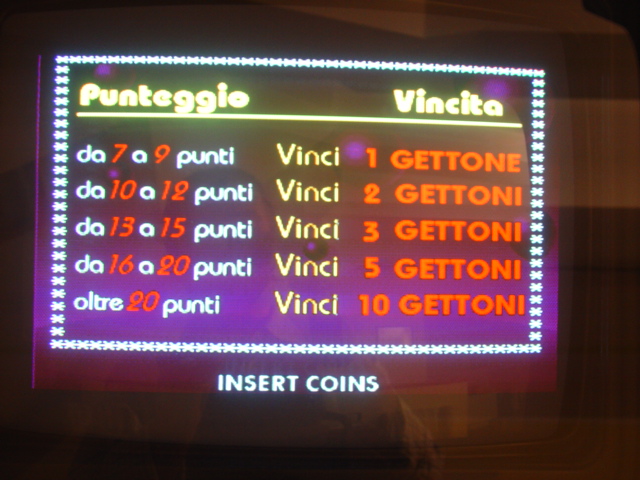 Punteggio Vincita
da 7 a 9 punti Vinci 1 GETTONE
da 10 a 12 punti Vinci 2 GETTONI
da 13 a 15 punti Vinci 3 GETTONI
da 16 a 20 punti Vinci 5 GETTONI
oltre 20 punti Vinci 10 GETTONI
INSERT COINS